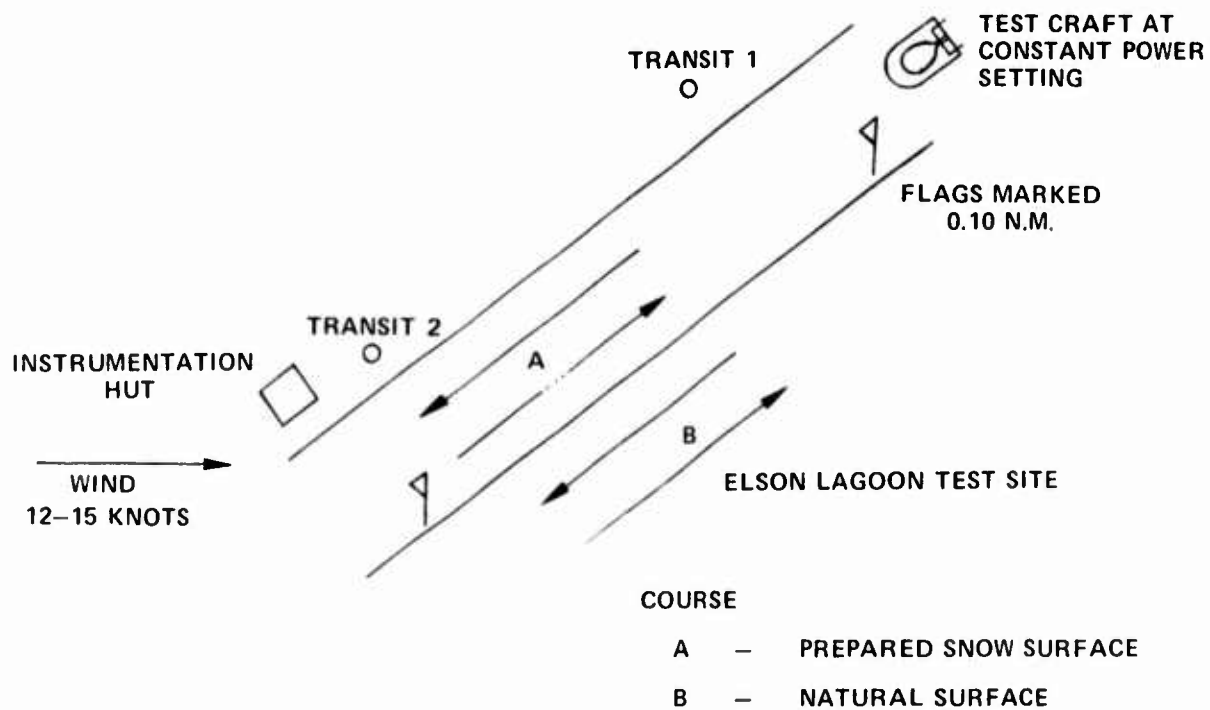 TEST CRAFT AT
CONSTANT POWER
SETTING
TRANSIT 1
FLAGS MARKED
0.10 N.M.
TRANSIT 2
INSTRUMENTATION
HUT
A
B
WIND
12–15 KNOTS
ELSON LAGOON TEST SITE
COURSE
A – PREPARED SNOW SURFACE
B – NATURAL SURFACE